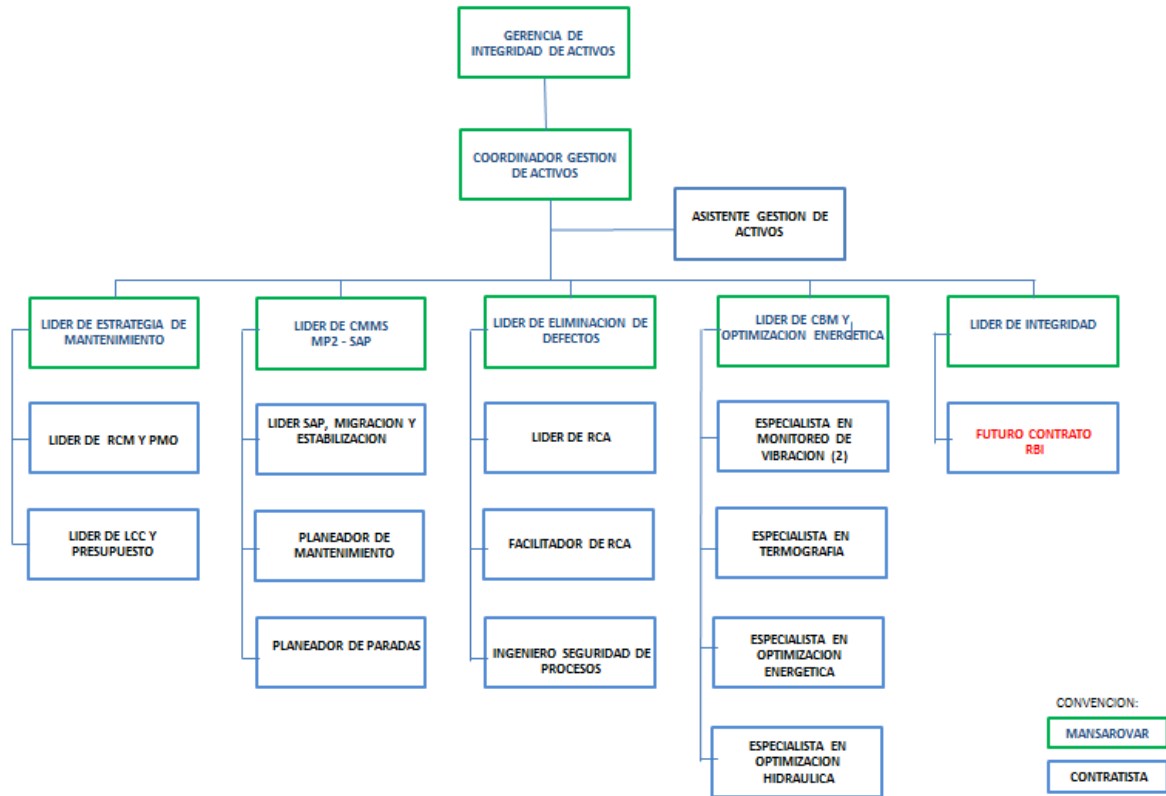 GERENCIA DE
INTEGRIDAD DE ACTIVOS
COORDINADOR GESTION
DE ACTIVOS
ASISTENTE GESTION DE
ACTIVOS
LIDER DE ESTRATEGIA DE
MANTENIMIENTO
LIDER DE CMMS
MP2 - SAP
LIDER DE ELIMINACION DE
DEFECTOS
LIDER DE CBM Y
OPTIMIZACION ENERGETICA
LIDER DE INTEGRIDAD
LIDER DE RCM Y PMO
LIDER SAP, MIGRACION Y
ESTABILIZACION
LIDER DE RCA
ESPECIALISTA EN
MONITOREO DE
VIBRACION (2)
FUTURO CONTRATO
RBI
LIDER DE LCC Y
PRESUPUESTO
PLANEADOR DE
MANTENIMIENTO
FACILITADOR DE RCA
ESPECIALISTA EN
TERMOGRAFIA
PLANEADOR DE PARADAS
INGENIERO SEGURIDAD DE
PROCESOS
ESPECIALISTA EN
OPTIMIZACION
ENERGETICA
ESPECIALISTA EN
OPTIMIZACION
HIDRAULICA
CONVENCION:
MANSAROVAR
CONTRATISTA